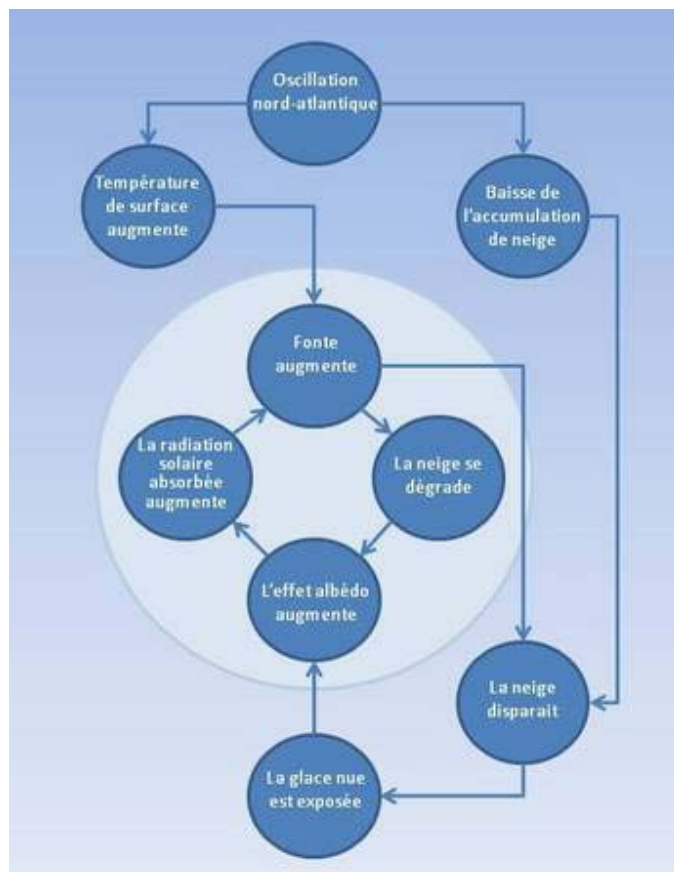 Oscillation
nord-atlantique
Température
de surface
augmente
Baisse de
l'accumulation
de neige
Fonte
augmente
La radiation
solaire
absorbée
augmente
La neige se
dègrade
L'effet albédo
augmente
La neige
disparait
La glace nue
est exposée